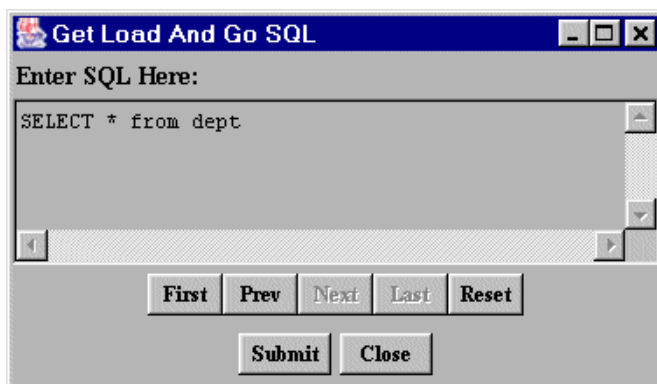 Get Load And Go SQL
Enter SQL Here:
SELECT * from dept
First Prev Next Last Reset
Submit Close